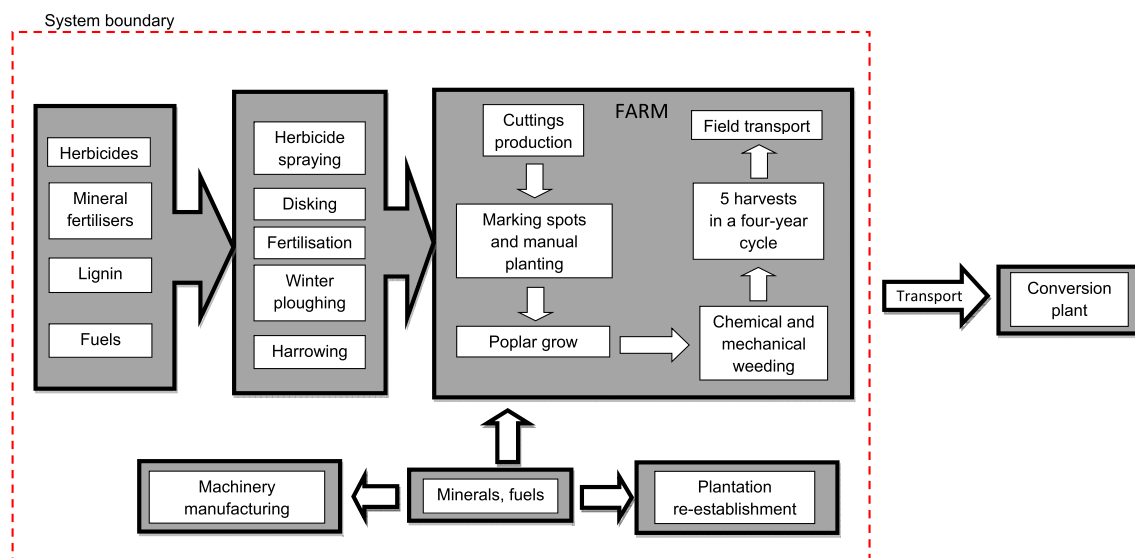 System boundary
Herbicides
Mineral
fertilisers
Lignin
Fuels
Herbicide
spraying
Disking
Fertilisation
Winter
ploughing
Harrowing
FARM
Cuttings
production
Marking spots
and manual
planting
Poplar grow
Chemical and
mechanical
weeding
5 harvests
in a four-year
cycle
Field transport
Transport
Conversion
plant
Machinery
manufacturing
Minerals, fuels
Plantation
re-establishment